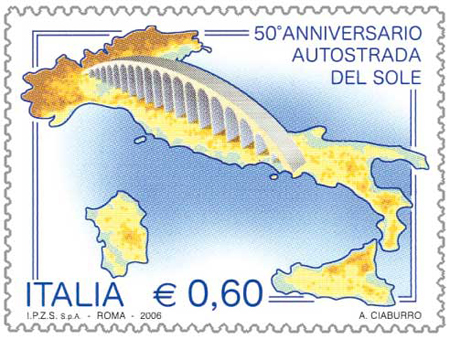 50° ANNIVERSARIO
AUTOSTRADA
DEL SOLE
ITALIA € 0,60
I.P.Z.S. S.p.A. - ROMA - 2006 A. CIABURRO